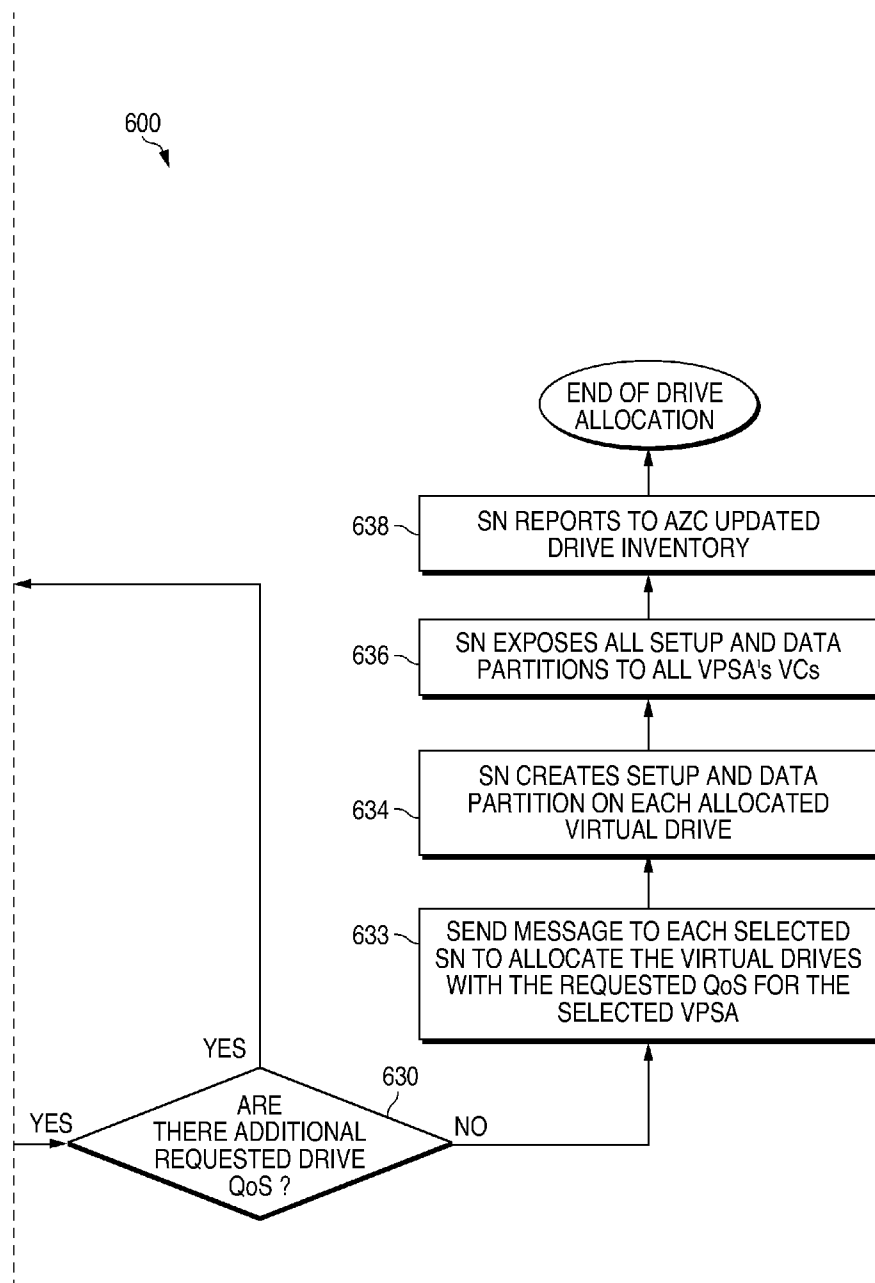 600
END OF DRIVE
ALLOCATION
638
SN REPORTS TO AZC UPDATED
DRIVE INVENTORY
636
SN EXPOSES ALL SETUP AND DATA
PARTITIONS TO ALL VPSA's VCs
634
SN CREATES SETUP AND DATA
PARTITION ON EACH ALLOCATED
VIRTUAL DRIVE
633
SEND MESSAGE TO EACH SELECTED
SN TO ALLOCATE THE VIRTUAL DRIVES
WITH THE REQUESTED QoS FOR THE
SELECTED VPSA
YES
630
YES
ARE
THERE ADDITIONAL
REQUESTED DRIVE
QoS ?
NO